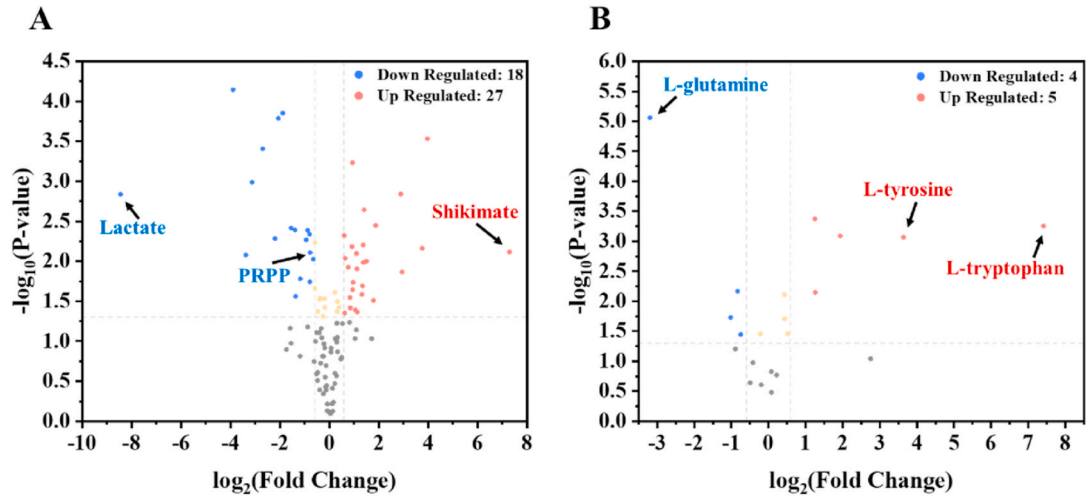 A
-log10(P-value)
4.5
4.0
3.5
3.0
2.5
2.0
1.5
1.0
0.5
0.0
Down Regulated: 18
Up Regulated: 27
Lactate
PRPP
Shikimate
-10 -8 -6 -4 -2 0 2 4 6 8
log2(Fold Change)
B
-log10(P-value)
6.0
5.5
5.0
4.5
4.0
3.5
3.0
2.5
2.0
1.5
1.0
0.5
0.0
Down Regulated: 4
Up Regulated: 5
L-glutamine
L-tyrosine
L-tryptophan
-3 -2 -1 0 1 2 3 4 5 6 7 8
log2(Fold Change)